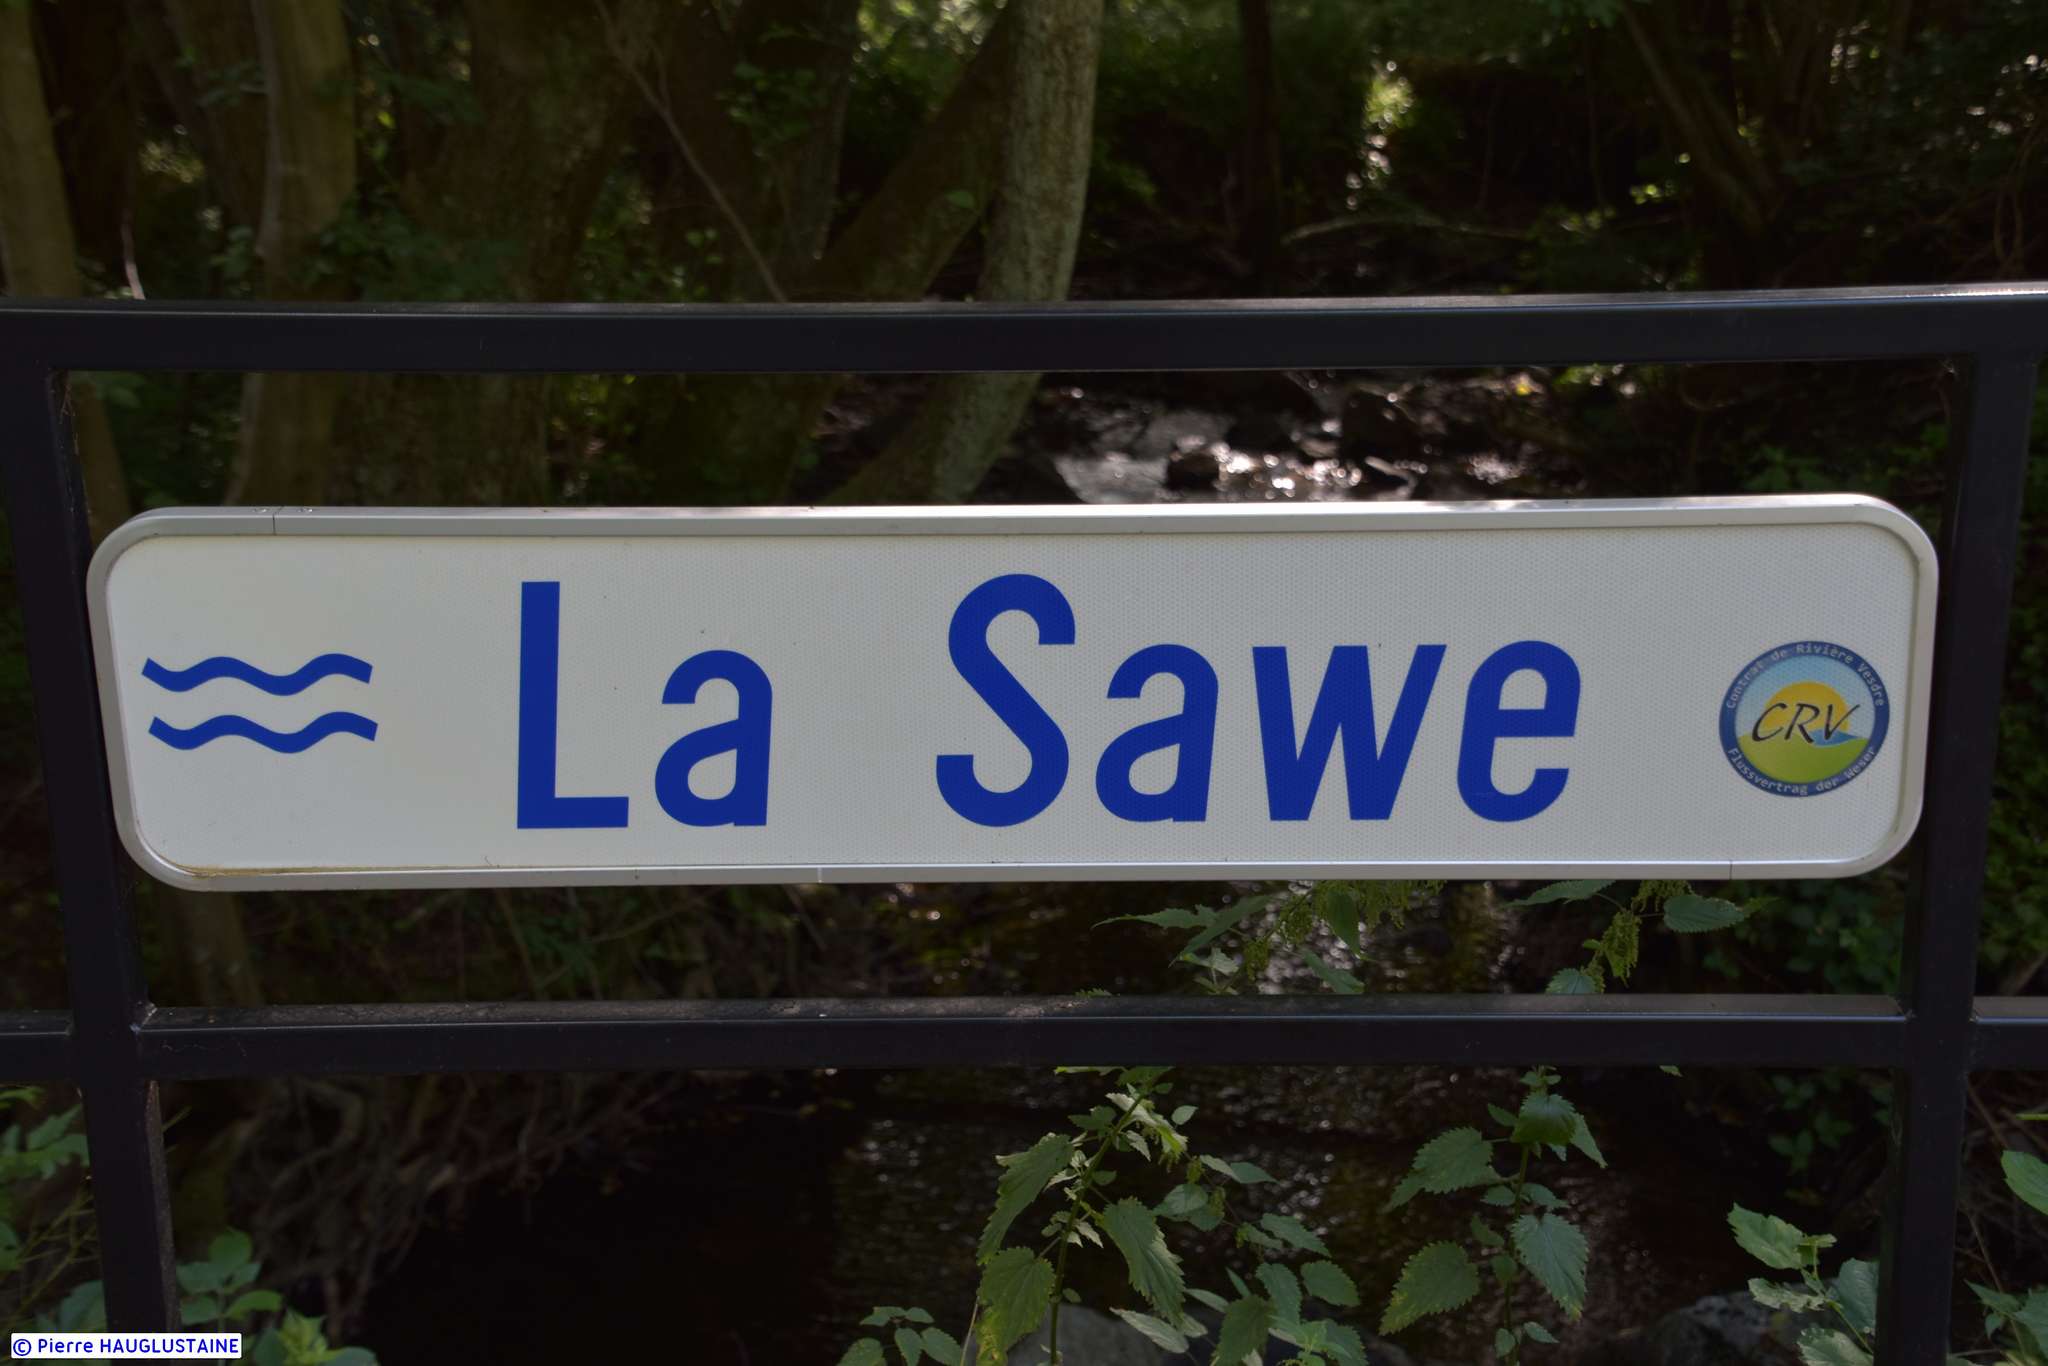 La Sawe
Contrat de Rivière Vesdre
CRV
Flussvertrag der Weser
© Pierre HAUGLUSTAINE